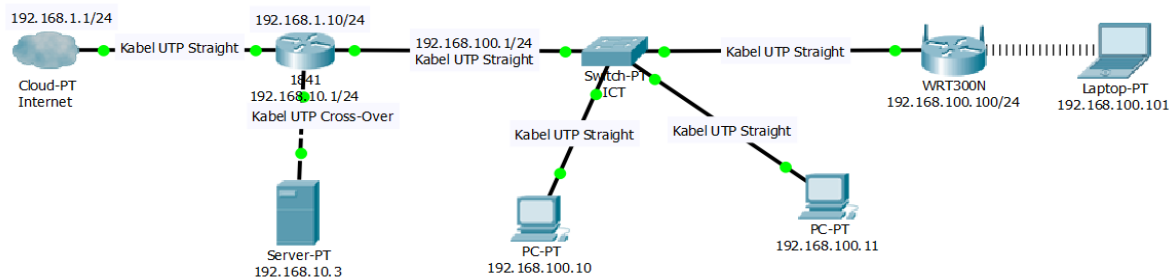 192.168.1.1/24
Kabel UTP Straight
Cloud-PT
Internet
192.168.1.10/24
1841
192.168.10.1/24
Kabel UTP Cross-Over
Server-PT
192.168.10.3
192.168.100.1/24
Kabel UTP Straight
Switch-PT
ICT
Kabel UTP Straight
PC-PT
192.168.100.10
Kabel UTP Straight
PC-PT
192.168.100.11
Kabel UTP Straight
WRT300N
192.168.100.100/24
Laptop-PT
192.168.100.101